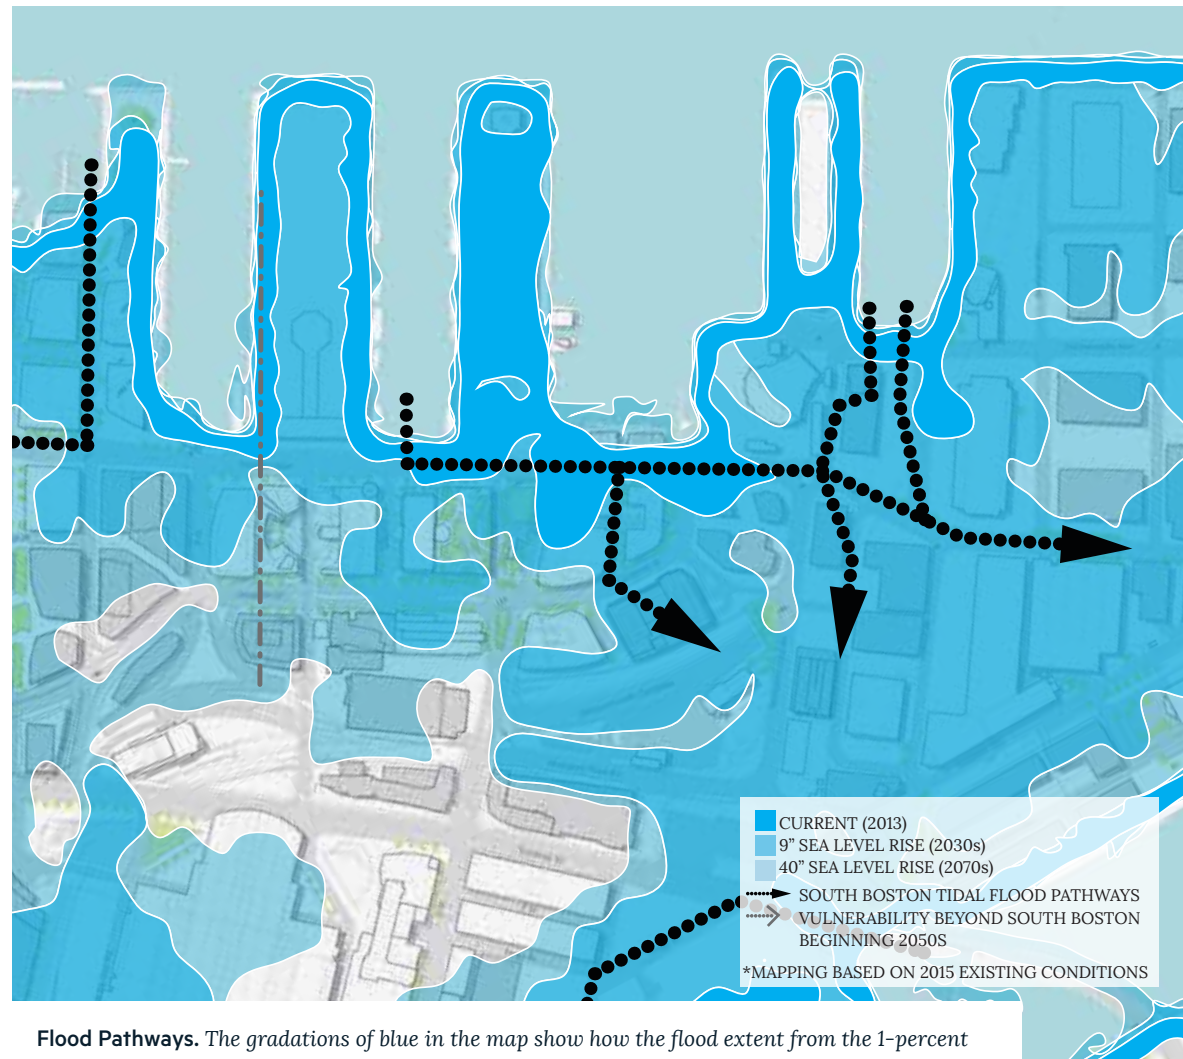 CURRENT (2013)
9” SEA LEVEL RISE (2030s)
40” SEA LEVEL RISE (2070s)
SOUTH BOSTON TIDAL FLOOD PATHWAYS
VULNERABILITY BEYOND SOUTH BOSTON
BEGINNING 2050S
*MAPPING BASED ON 2015 EXISTING CONDITIONS
Flood Pathways. The gradations of blue in the map show how the flood extent from the 1-percent